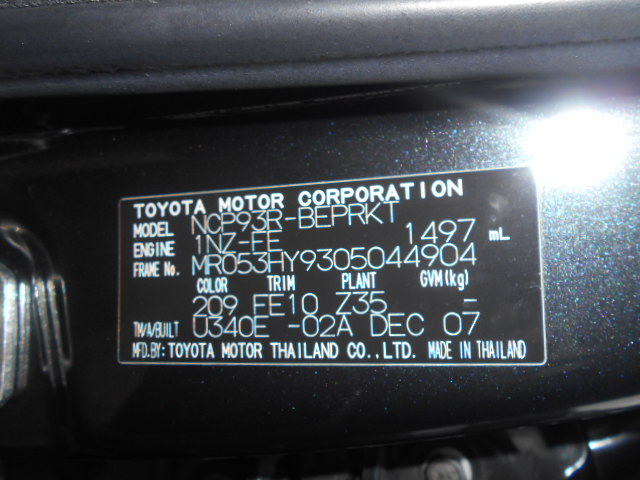 TOYOTA MOTOR CORPORATION
MODEL NCP93R-BEPRKT
ENGINE 1NZ-FE 1497 mL
FRAME No. MR053HY9305044904
COLOR TRIM PLANT GVM(kg)
209 FE10 Z35 -
TM/A/BUILT U340E -02A DEC 07
MFD.BY:TOYOTA MOTOR THAILAND CO.,LTD. MADE IN THAILAND